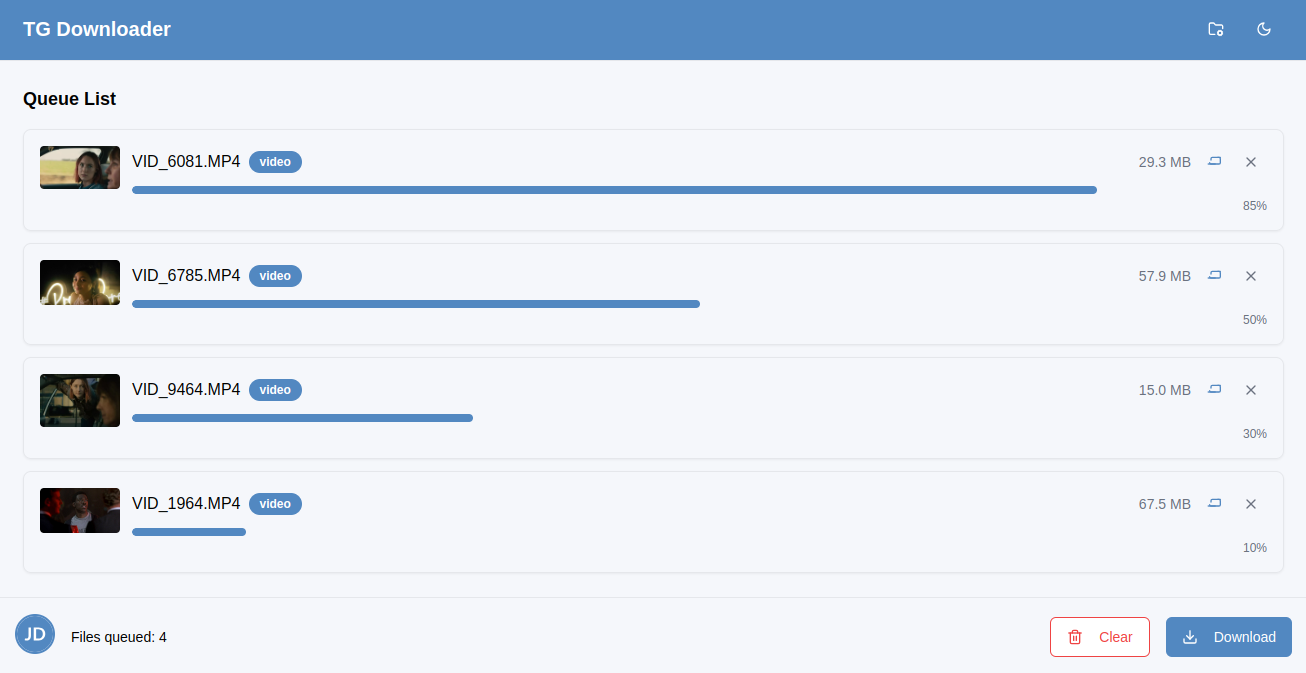 TG Downloader
Queue List
VID_6081.MP4 video 29.3 MB
85%
VID_6785.MP4 video 57.9 MB
50%
VID_9464.MP4 video 15.0 MB
30%
VID_1964.MP4 video 67.5 MB
10%
JD Files queued: 4 Clear Download